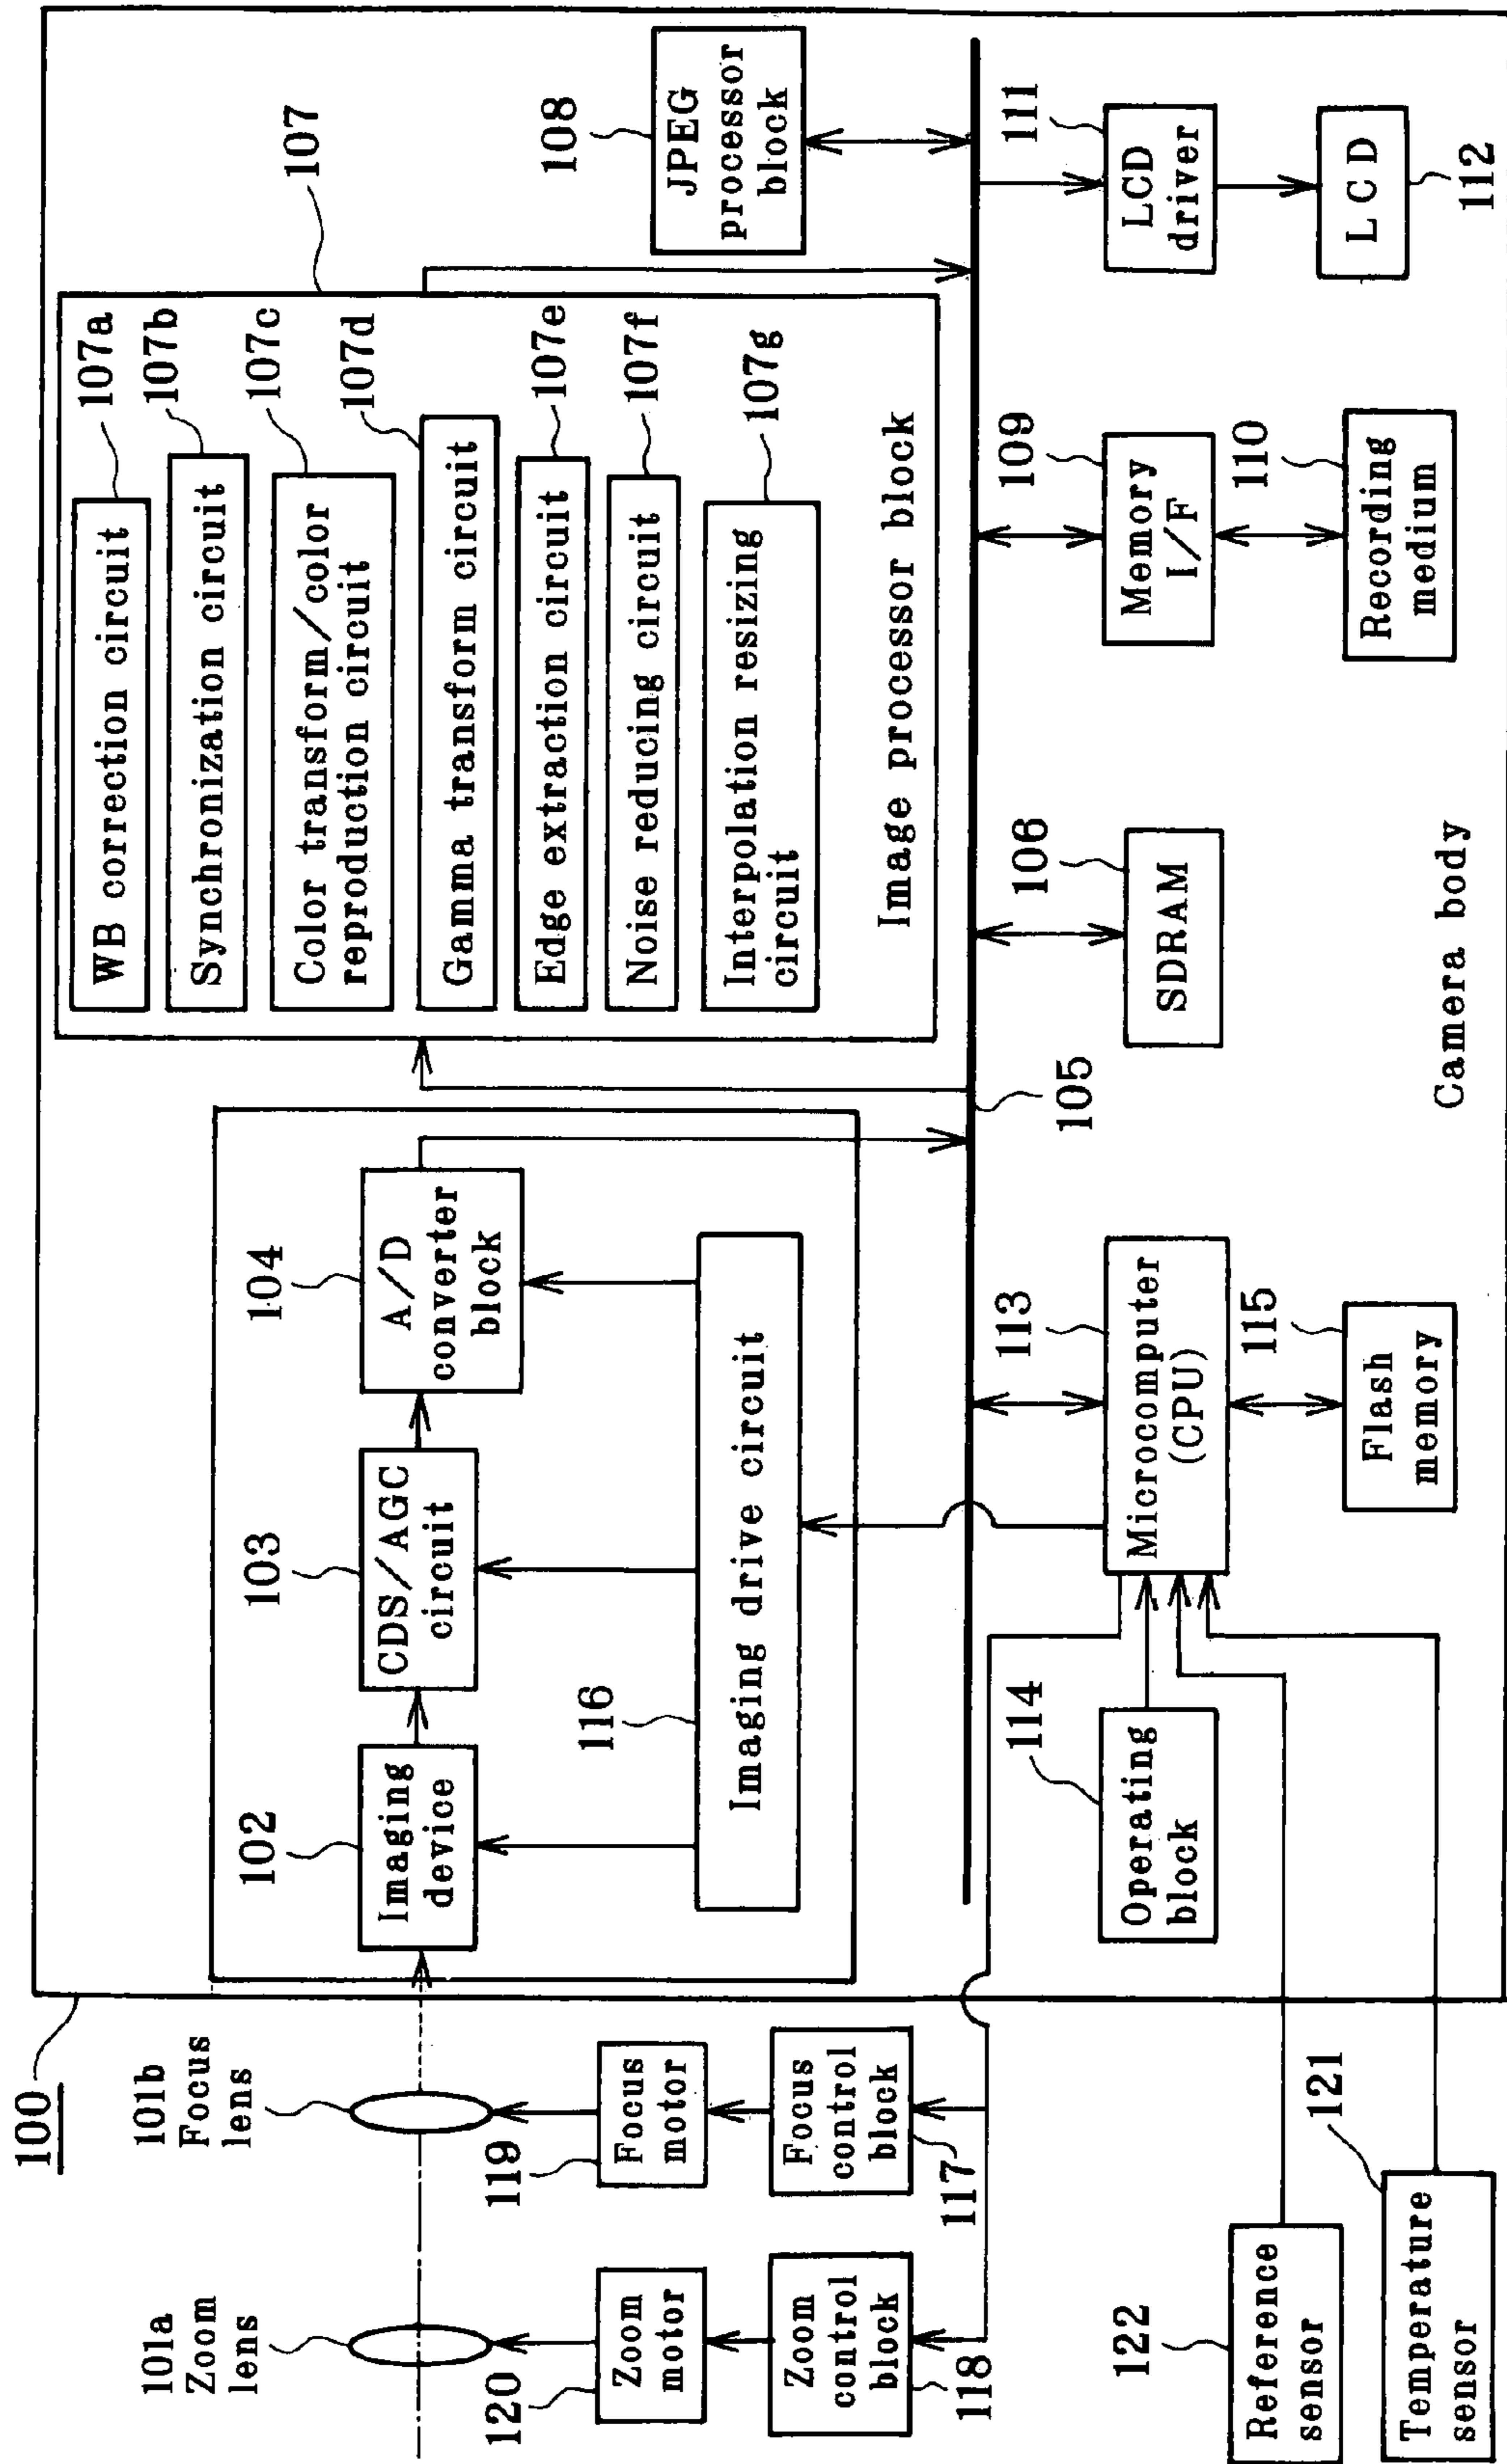 100
101a
Zoom
lens
101b
Focus
lens
102
Imaging
device
103
CDS/AGC
circuit
104
A/D
converter
block
116
Imaging drive circuit
120
Zoom
motor
119
Focus
motor
Zoom
control
block
118
Focus
control
block
117
107
WB correction circuit
107a
Synchronization circuit
107b
Color transform/color
reproduction circuit
107c
Gamma transform circuit
107d
Edge extraction circuit
107e
Noise reducing circuit
107f
Interpolation resizing
circuit
107g
Image processor block
108
JPEG
processor
block
105
113
Microcomputer
(CPU)
114
Operating
block
115
Flash
memory
106
SDRAM
109
Memory
I/F
110
Recording
medium
111
LCD
driver
LCD
112
Camera body
122
Reference
sensor
121
Temperature
sensor